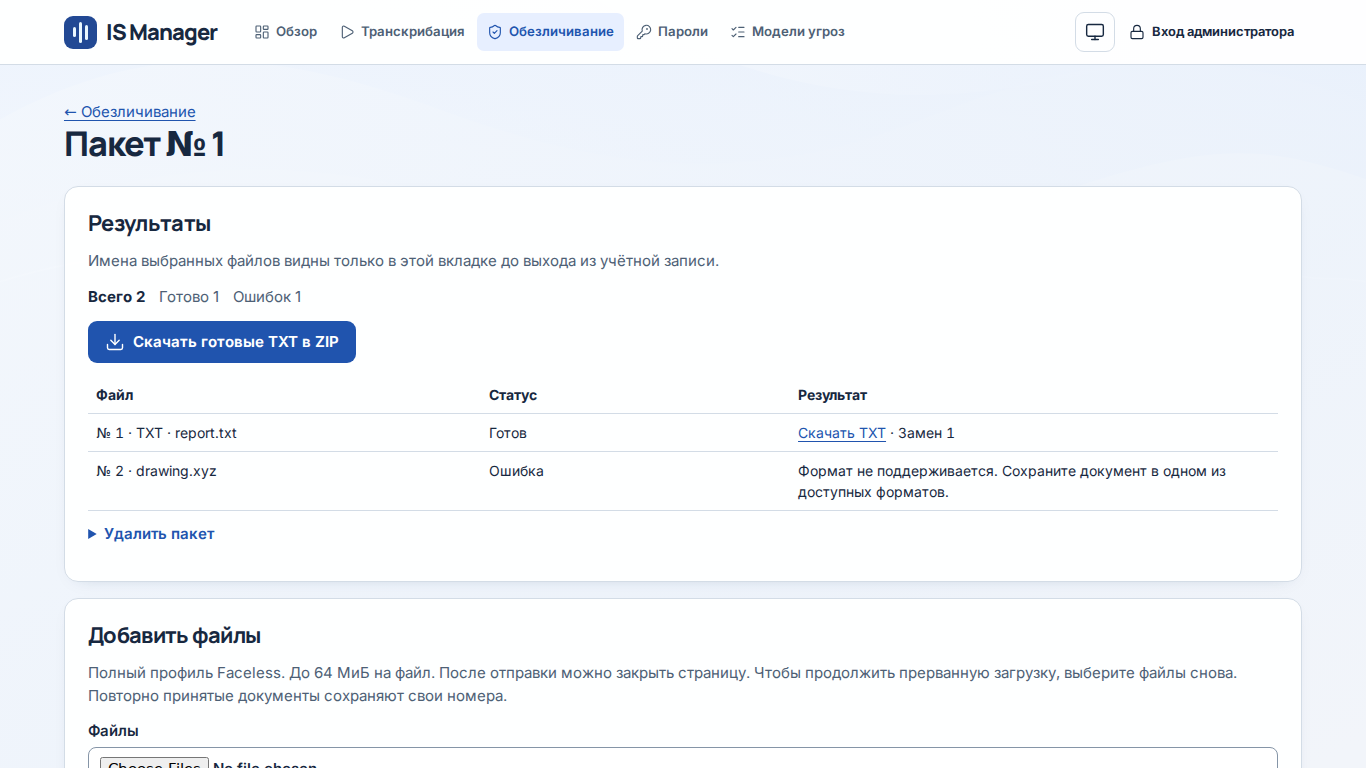 IS Manager
Обзор
Транскрибация
Обезличивание
Пароли
Модели угроз
Вход администратора
← Обезличивание
Пакет № 1
Результаты
Имена выбранных файлов видны только в этой вкладке до выхода из учётной записи.
Всего 2 Готово 1 Ошибок 1
Скачать готовые TXT в ZIP
Файл Статус Результат
№ 1 · TXT · report.txt Готов Скачать TXT · Замен 1
№ 2 · drawing.xyz Ошибка Формат не поддерживается. Сохраните документ в одном из
доступных форматов.
Удалить пакет
Добавить файлы
Полный профиль Faceless. До 64 МиБ на файл. После отправки можно закрыть страницу. Чтобы продолжить прерванную загрузку, выберите файлы снова.
Повторно принятые документы сохраняют свои номера.
Файлы
Choose Files No file chosen